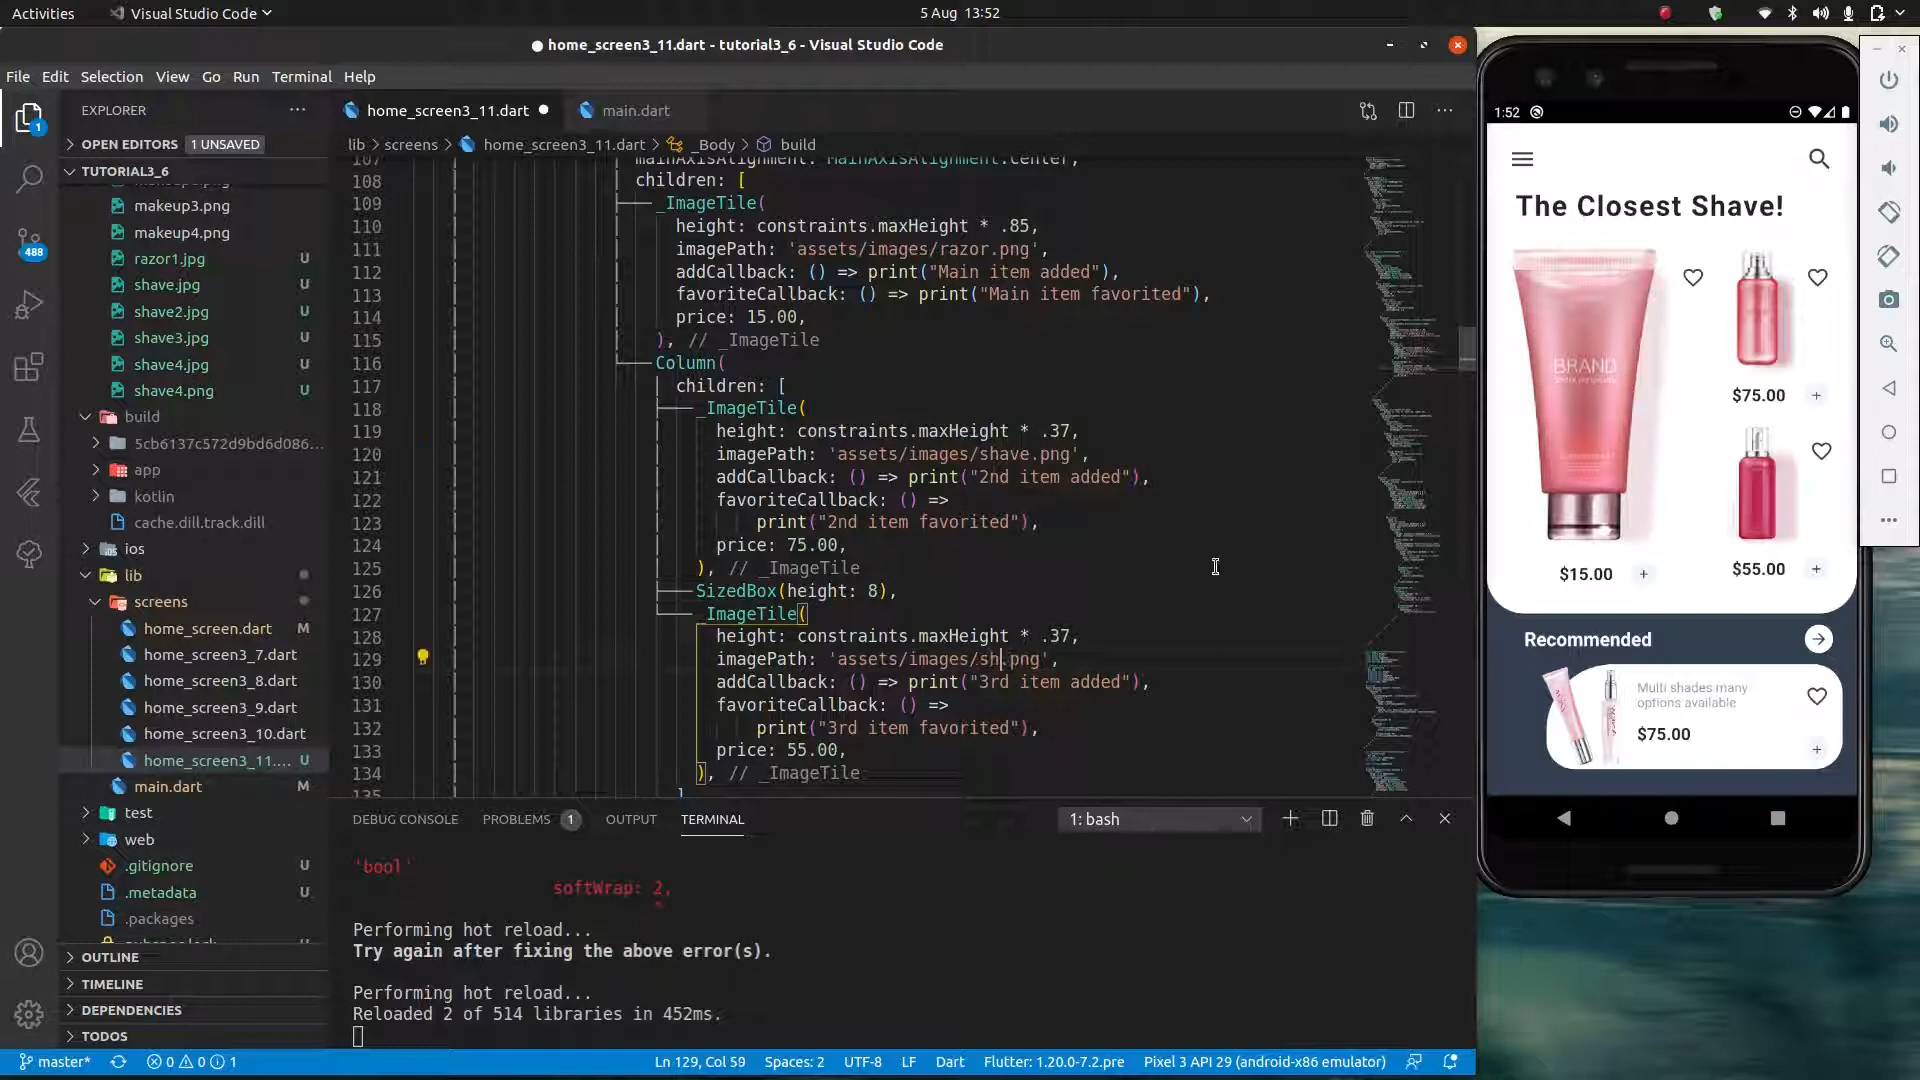 Activities
Visual Studio Code
5 Aug 13:52
home_screen3_11.dart - tutorial3_6 - Visual Studio Code
File Edit Selection View Go Run Terminal Help
EXPLORER
OPEN EDITORS 1 UNSAVED
TUTORIAL3_6
makeup3.png
makeup4.png
razor1.jpg U
shave.jpg U
shave2.jpg U
shave3.jpg U
shave4.jpg U
shave4.png U
build
5cb6137c572d9bd6d086...
app
kotlin
cache.dill.track.dill
ios
lib
screens
home_screen.dart M
home_screen3_7.dart
home_screen3_8.dart
home_screen3_9.dart
home_screen3_10.dart
home_screen3_11.... U
main.dart M
test
web
.gitignore U
.metadata U
.packages
OUTLINE
TIMELINE
DEPENDENCIES
TODOS
1
488
home_screen3_11.dart
main.dart
lib > screens > home_screen3_11.dart > _Body > build
107 mainAxisAlignment: MainAxisAlignment.center,
108 children: [
109 _ImageTile(
110 height: constraints.maxHeight * .85,
111 imagePath: 'assets/images/razor.png',
112 addCallback: () => print("Main item added"),
113 favoriteCallback: () => print("Main item favorited"),
114 price: 15.00,
115 ), // _ImageTile
116 Column(
117 children: [
118 _ImageTile(
119 height: constraints.maxHeight * .37,
120 imagePath: 'assets/images/shave.png',
121 addCallback: () => print("2nd item added"),
122 favoriteCallback: () =>
123 print("2nd item favorited"),
124 price: 75.00,
125 ), // _ImageTile
126 SizedBox(height: 8),
127 _ImageTile(
128 height: constraints.maxHeight * .37,
129 imagePath: 'assets/images/sh.png',
130 addCallback: () => print("3rd item added"),
131 favoriteCallback: () =>
132 print("3rd item favorited"),
133 price: 55.00,
134 ), // _ImageTile
135 ]
DEBUG CONSOLE PROBLEMS 1 OUTPUT TERMINAL
1: bash
'bool'
softWrap: 2,
^
Performing hot reload...
Try again after fixing the above error(s).
Performing hot reload...
Reloaded 2 of 514 libraries in 452ms.
master* 0 0 1
Ln 129, Col 59 Spaces: 2 UTF-8 LF Dart Flutter: 1.20.0-7.2.pre Pixel 3 API 29 (android-x86 emulator)
1:52
The Closest Shave!
BRAND
$75.00 +
$15.00 +
$55.00 +
Recommended
Multi shades many
options available
$75.00
+